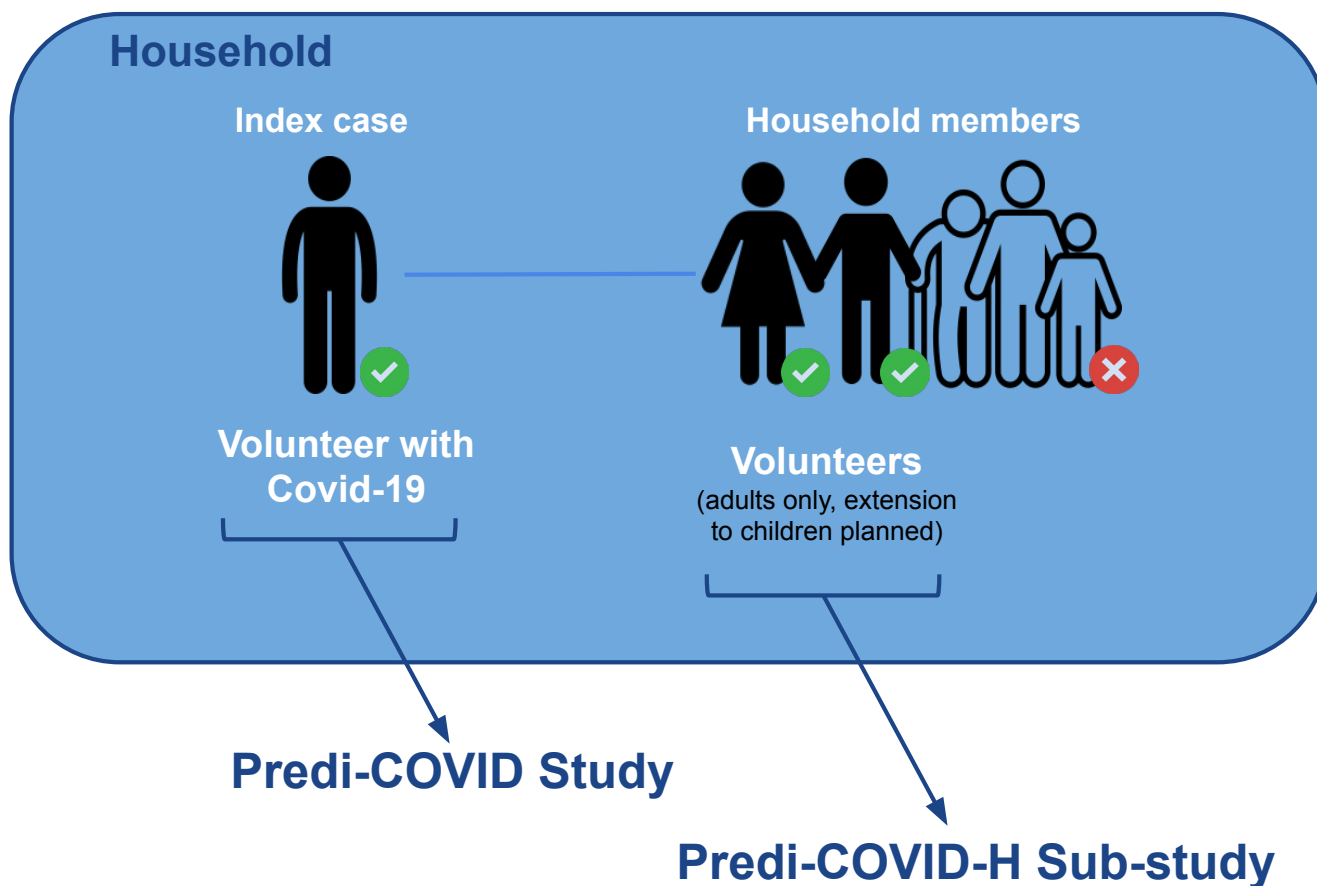 Household
Index case
Household members
Volunteer with
Covid-19
Volunteers
(adults only, extension
to children planned)
Predi-COVID Study
Predi-COVID-H Sub-study